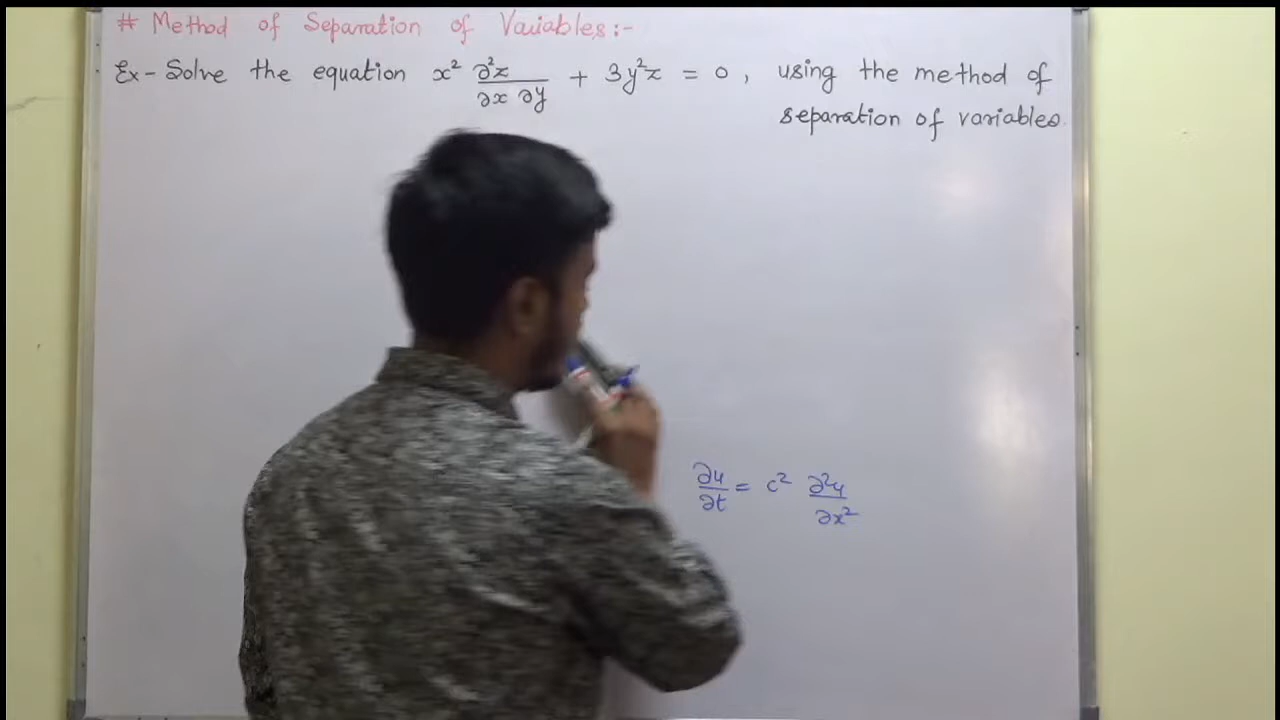 # Method of Separation of Variables:-
Ex- Solve the equation x² ∂²z/∂x ∂y + 3y²z = 0, using the method of
separation of variables.
∂u/∂t = c² ∂²u/∂x²